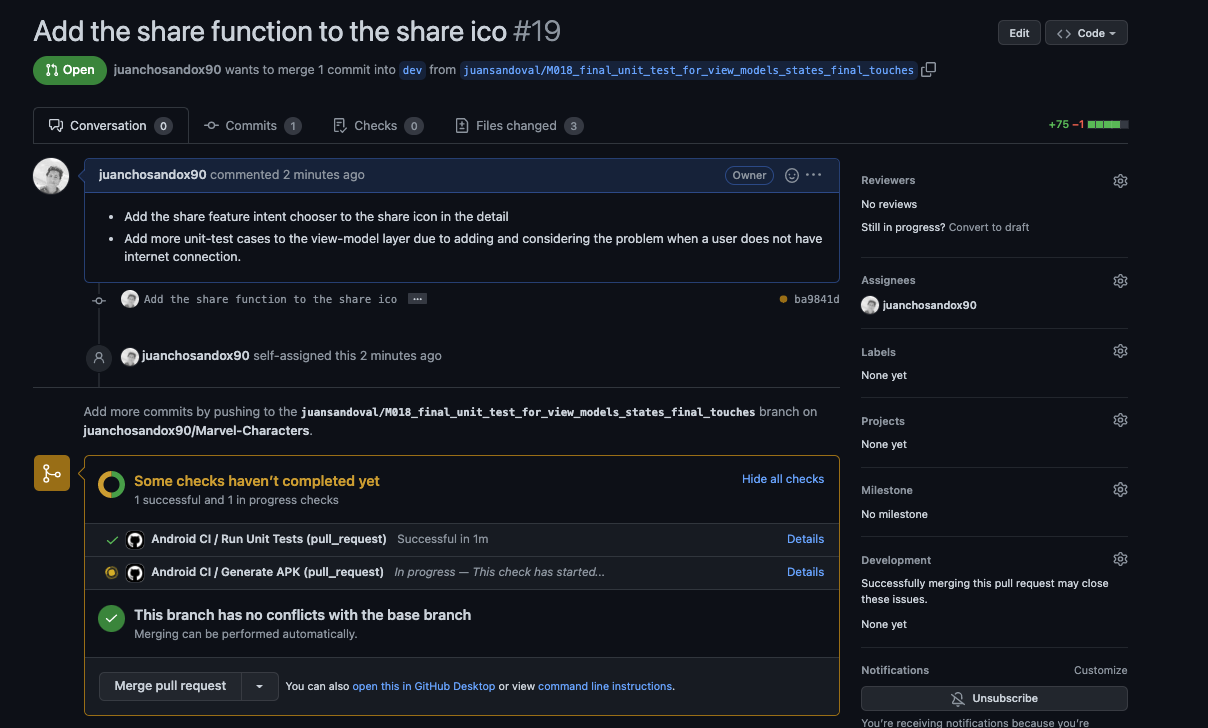 Add the share function to the share ico #19
Edit
Code
Open
juanchosandox90 wants to merge 1 commit into dev from juansandoval/M018_final_unit_test_for_view_models_states_final_touches
Conversation 0
Commits 1
Checks 0
Files changed 3
+75 −1
juanchosandox90 commented 2 minutes ago
Owner
Add the share feature intent chooser to the share icon in the detail
Add more unit-test cases to the view-model layer due to adding and considering the problem when a user does not have
internet connection.
Add the share function to the share ico
ba9841d
juanchosandox90 self-assigned this 2 minutes ago
Add more commits by pushing to the juansandoval/M018_final_unit_test_for_view_models_states_final_touches branch on
juanchosandox90/Marvel-Characters.
Some checks haven't completed yet
1 successful and 1 in progress checks
Hide all checks
Android CI / Run Unit Tests (pull_request) Successful in 1m
Details
Android CI / Generate APK (pull_request) In progress — This check has started...
Details
This branch has no conflicts with the base branch
Merging can be performed automatically.
Merge pull request
You can also open this in GitHub Desktop or view command line instructions.
Reviewers
No reviews
Still in progress? Convert to draft
Assignees
juanchosandox90
Labels
None yet
Projects
None yet
Milestone
No milestone
Development
Successfully merging this pull request may close
these issues.
None yet
Notifications
Customize
Unsubscribe
You're receiving notifications because you're